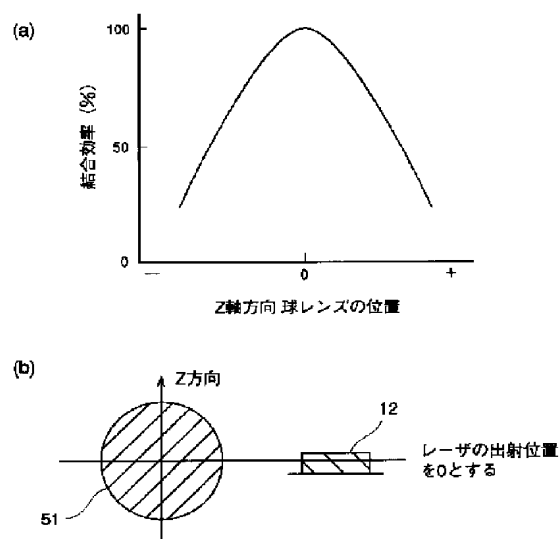 (a)
100
50
0
結合効率 (%)
— 0 +
Z軸方向 球レンズの位置
(b)
Z方向
12
レーザの出射位置
を0とする
51